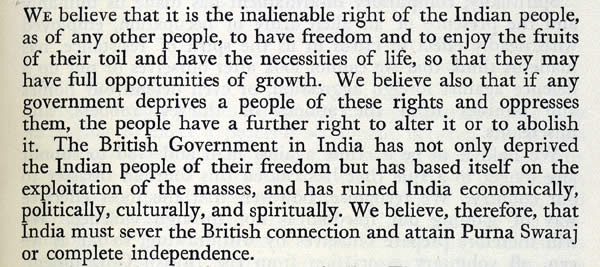 WE believe that it is the inalienable right of the Indian people,
as of any other people, to have freedom and to enjoy the fruits
of their toil and have the necessities of life, so that they may
have full opportunities of growth. We believe also that if any
government deprives a people of these rights and oppresses
them, the people have a further right to alter it or to abolish
it. The British Government in India has not only deprived
the Indian people of their freedom but has based itself on the
exploitation of the masses, and has ruined India economically,
politically, culturally, and spiritually. We believe, therefore, that
India must sever the British connection and attain Purna Swaraj
or complete independence.